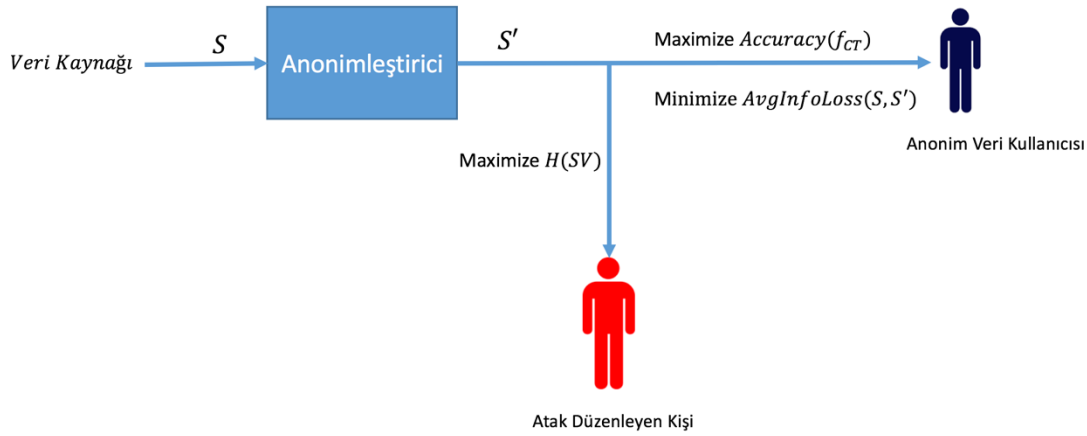 S
S′
Maximize Accuracy(f_CT)
Veri Kaynağı
Anonimleştirici
Minimize AvgInfoLoss(S, S′)
Anonim Veri Kullanıcısı
Maximize H(SV)
Atak Düzenleyen Kişi